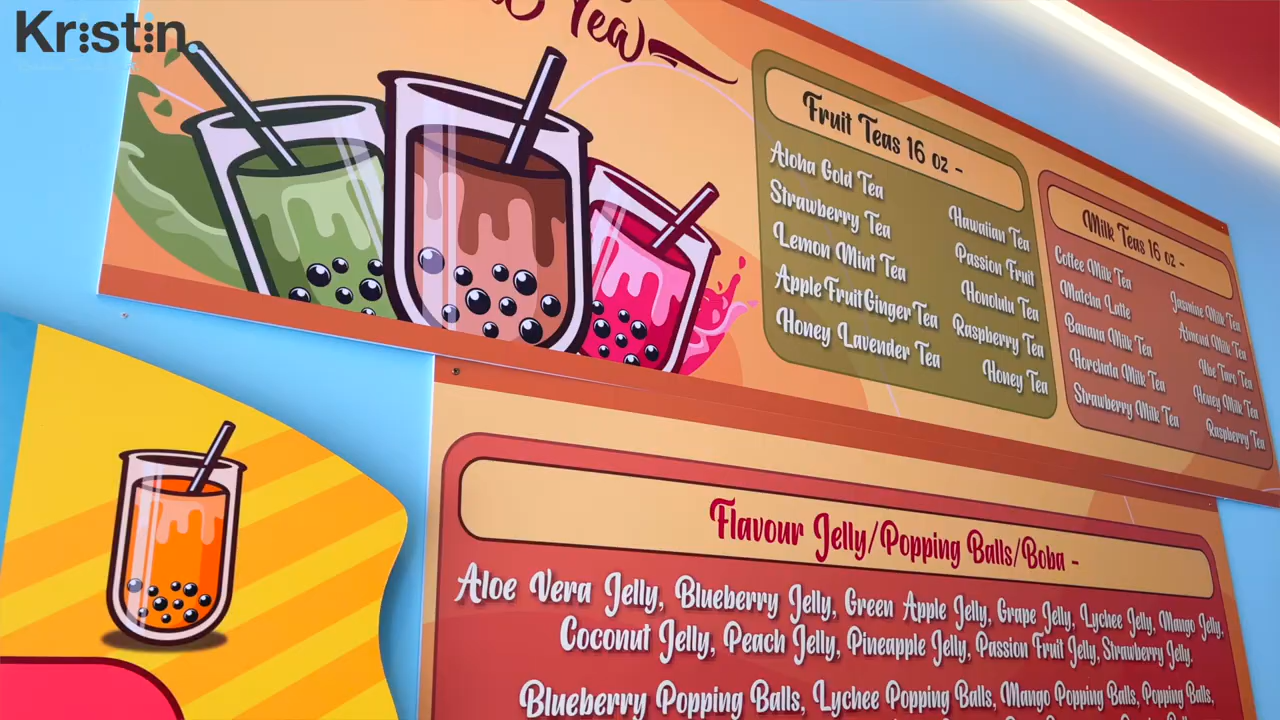 Kristin
Tea
Fruit Teas 16 oz -
Aloha Gold Tea
Strawberry Tea
Lemon Mint Tea
Apple Fruit Ginger Tea
Honey Lavender Tea
Hawaiian Tea
Passion Fruit
Honolulu Tea
Raspberry Tea
Honey Tea
Milk Teas 16 oz -
Coffee Milk Tea
Matcha Latte
Banana Milk Tea
Horchala Milk Tea
Strawberry Milk Tea
Jasmine Milk Tea
Almond Milk Tea
Ube Taro Tea
Honey Milk Tea
Raspberry Tea
Flavour Jelly/Popping Balls/Boba -
Aloe Vera Jelly, Blueberry Jelly, Green Apple Jelly, Grape Jelly, Lychee Jelly, Mango Jelly,
Coconut Jelly, Peach Jelly, Pineapple Jelly, Passion Fruit Jelly, Strawberry Jelly.
Blueberry Popping Balls, Lychee Popping Balls, Mango Popping Balls, Popping Balls,